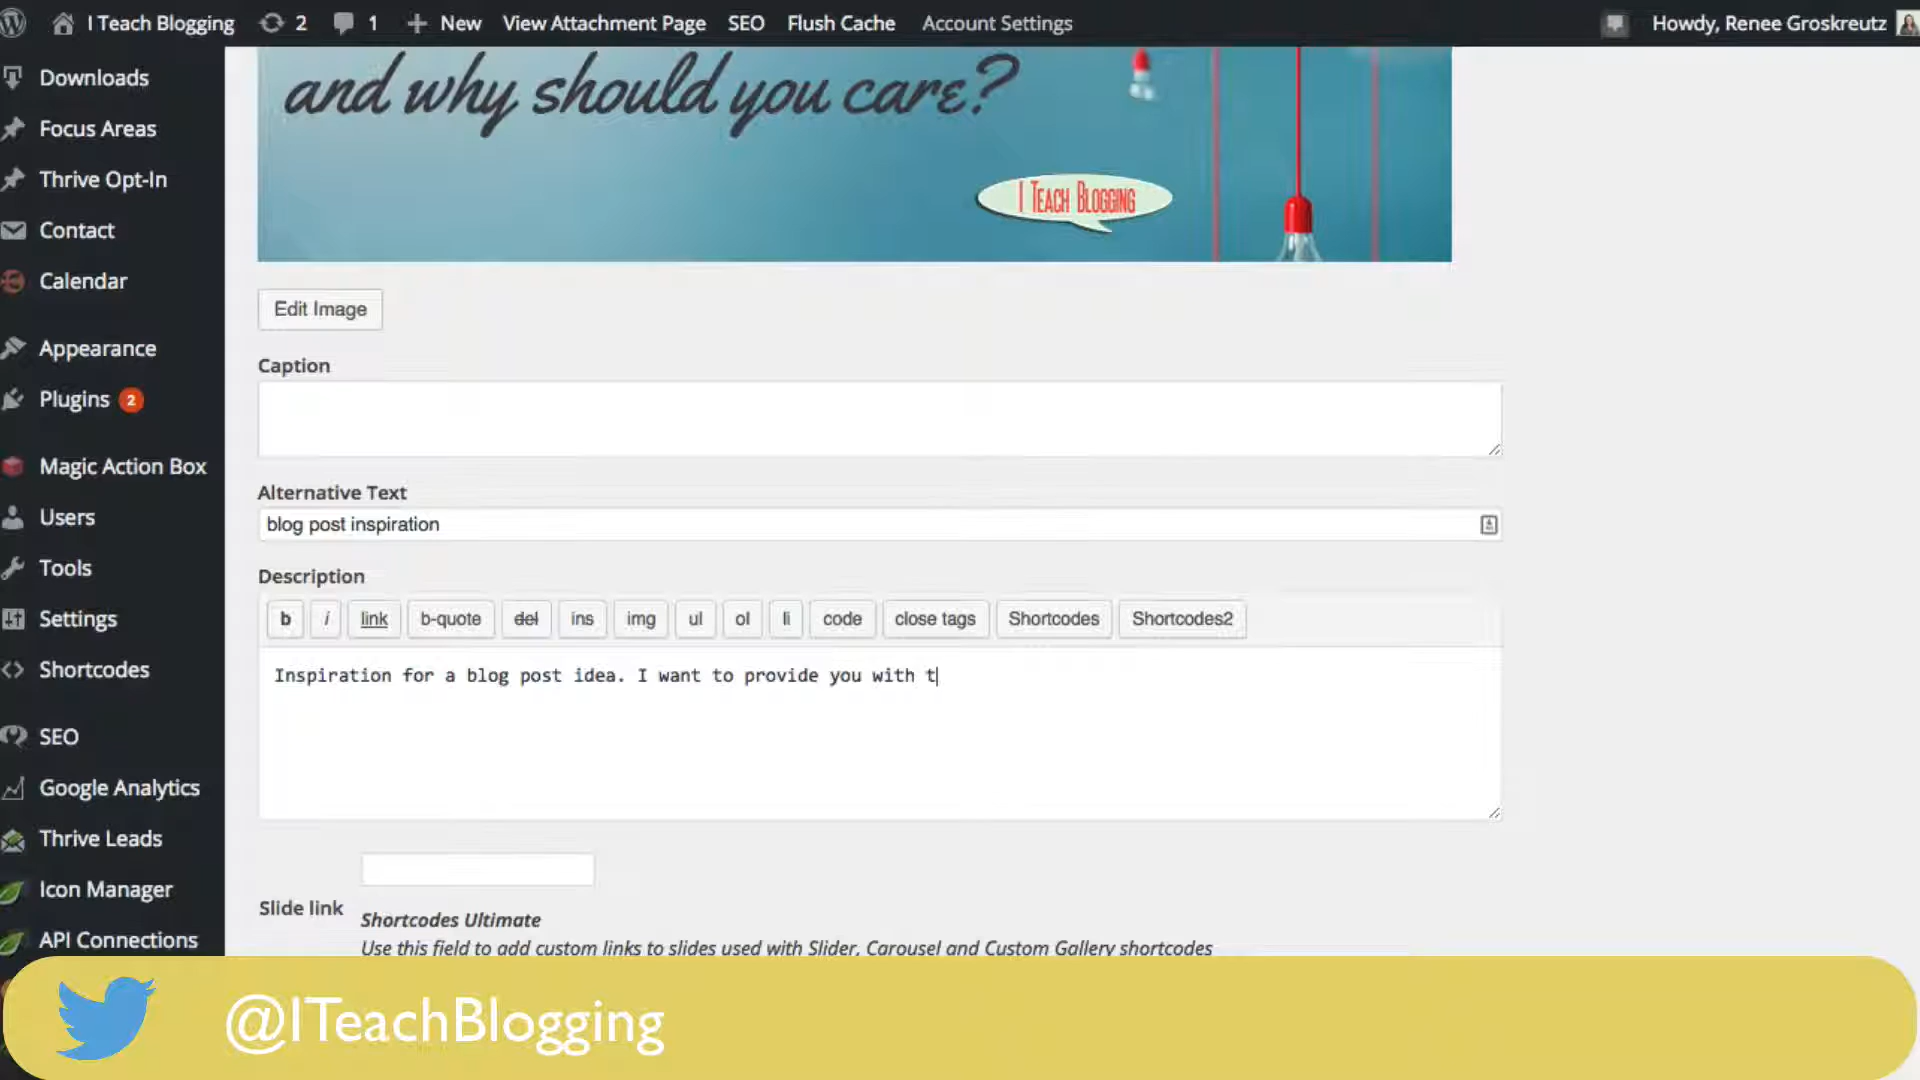 I Teach Blogging 2 1 New View Attachment Page SEO Flush Cache Account Settings Howdy, Renee Groskreutz
Downloads
Focus Areas
Thrive Opt-In
Contact
Calendar
Appearance
Plugins 2
Magic Action Box
Users
Tools
Settings
Shortcodes
SEO
Google Analytics
Thrive Leads
Icon Manager
API Connections
and why should you care?
I TEACH BLOGGING
Edit Image
Caption
Alternative Text
blog post inspiration
Description
b i link b-quote del ins img ul ol li code close tags Shortcodes Shortcodes2
Inspiration for a blog post idea. I want to provide you with t
Slide link
Shortcodes Ultimate
Use this field to add custom links to slides used with Slider, Carousel and Custom Gallery shortcodes
@ITeachBlogging